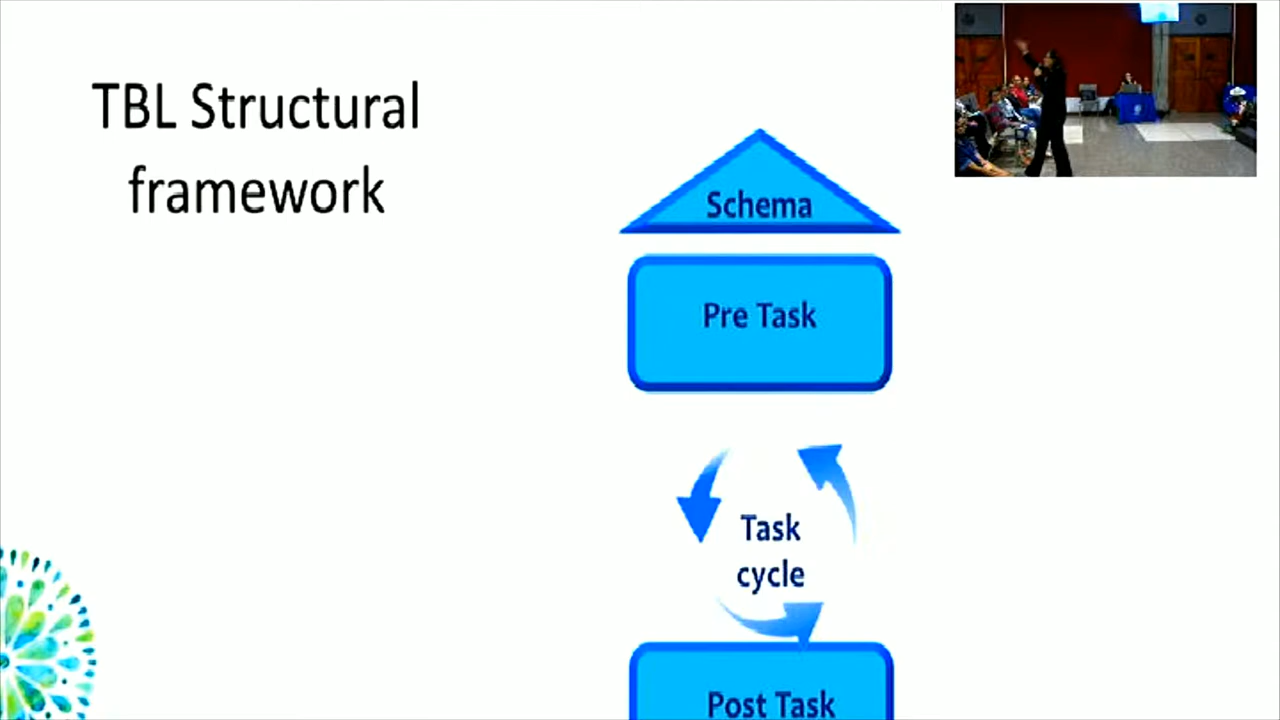 TBL Structural
framework
Schema
Pre Task
Task
cycle
Post Task